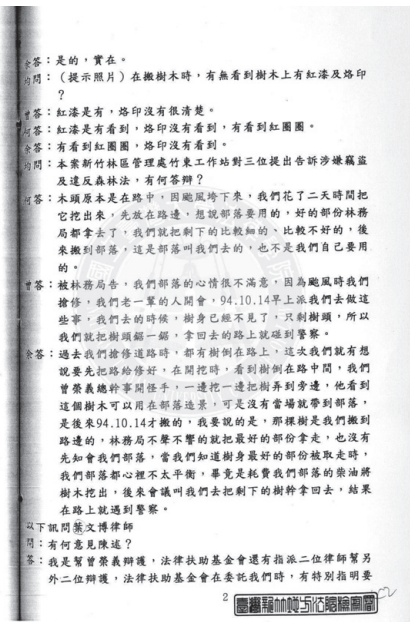 余答：是的，實在。
均問：（提示照片）在搬樹木時，有無看到樹木上有紅漆及烙印
？
曾答：紅漆是有，烙印沒有很清楚。
何答：紅漆有看到，烙印沒有看到，有看到紅圈圈。
余答：有看到紅圈圈，烙印沒有看到。
均問：本案新竹林區管理處竹東工作站對三位提出告訴涉嫌竊盜
及違反森林法，有何答辯？
何答：木頭原本是在路中，因颱風垮下來，我們花了二天時間把
它挖出來，先放在路邊，想說部落要用的，好的部份林務
局都拿去了，我們就把剩下的比較細的、比較不好的，後
來搬到部落，這是部落叫我們去的，也不是我們自己要用
的。
曾答：被林務局告，我們部落的心情很不滿意，因為颱風時我們
搶修，我們老一輩的人開會，94.10.14早上派我們去做這
些事，我們去的時候，樹身已經不見了，只剩樹頭，所以
我們就把樹頭鋸一鋸，拿回去的路上就碰到警察。
余答：過去我們搶修道路時，都有樹倒在路上，這次我們就有想
說要先把路給修好，在開挖時，看到樹倒在路中間，我們
曾榮義總幹事開怪手，一邊挖一邊把樹弄到旁邊，他看到
這個樹木可以用在部落造景，可是沒有當場就帶到部落，
是後來94.10.14才搬的，我要說的是，那棵樹是我們搬到
路邊的，林務局不聲不響的就把最好的部份拿走，也沒有
先知會我們部落，當我們知道樹身最好的部份被取走時，
我們部落都心裡不太平衡，畢竟是耗費我們部落的柴油將
樹木挖出，後來會議叫我們去把剩下的樹幹拿回去，結果
在路上就遇到警察。
以下訊問葉文博律師
問：有何意見陳述？
答：我是幫曾榮義辯護，法律扶助基金會還有指派二位律師幫另
外二位辯護，法律扶助基金會在委託我們時，有特別指明要
2